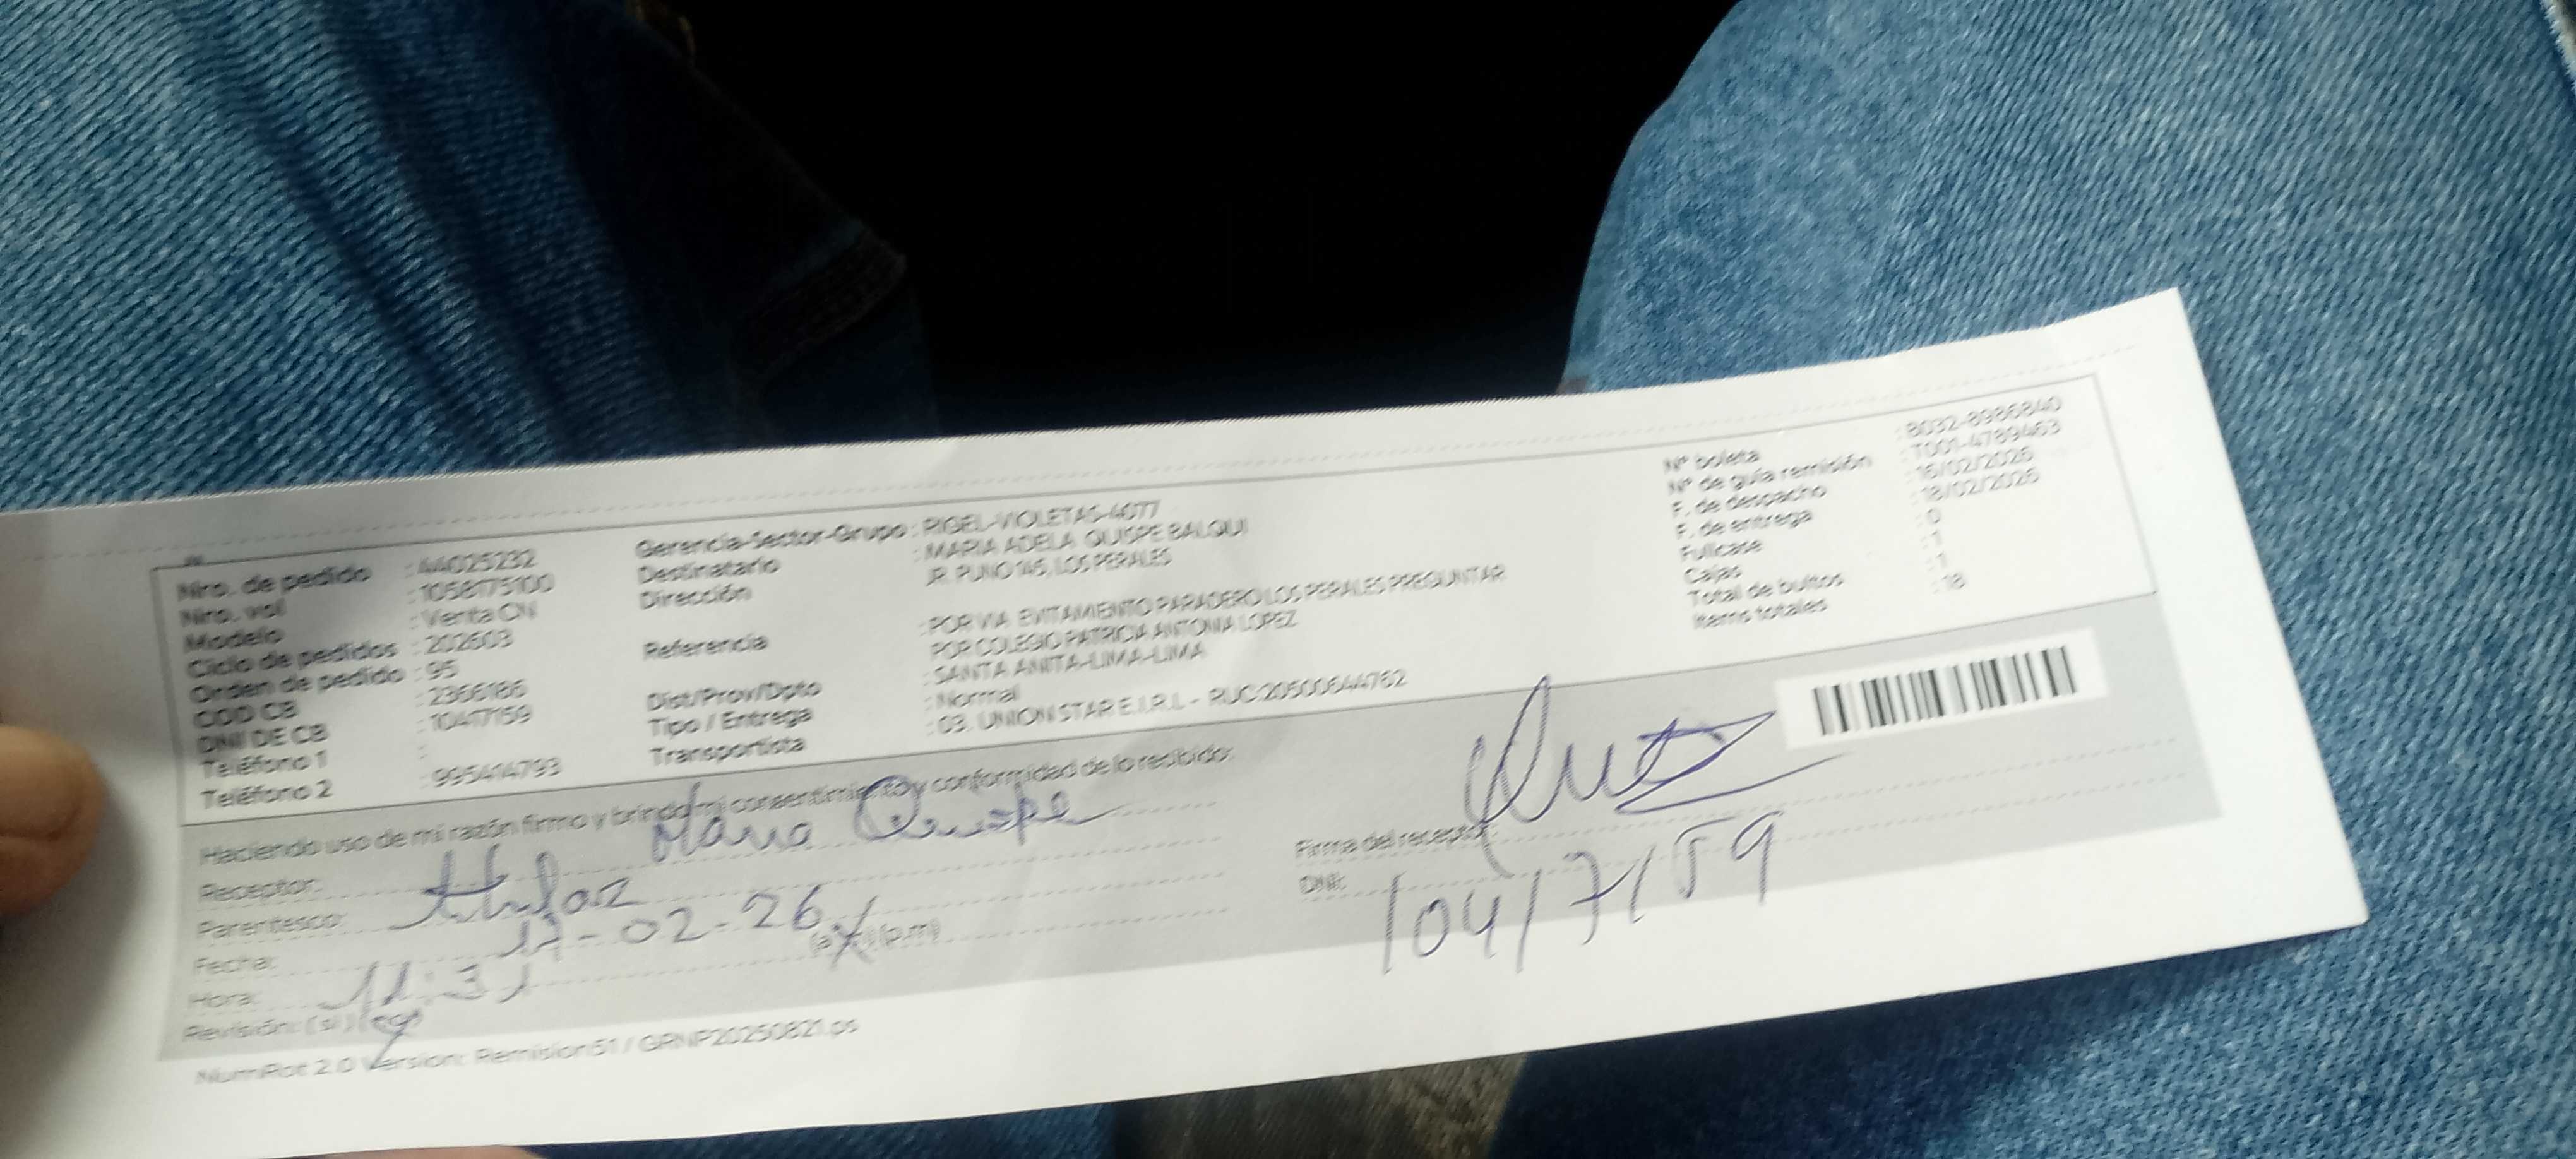 Nro. de pedido : 44025232
Nro. vol : 1058175100
Modelo : Venta CN
Ciclo de pedidos : 202603
Orden de pedido : 95
COD CB : 2366186
DNI DE CB : 10417159
Teléfono 1 :
Teléfono 2 : 995414793
Gerencia-Sector-Grupo : RIGEL-VIOLETAS-4077
Destinatario : MARIA ADELA QUISPE BALQUI
Dirección : JR. PUNO 146, LOS PERALES
Referencia : POR VIA EVITAMIENTO PARADERO LOS PERALES PREGUNTAR
POR COLEGIO PATRICIA ANTONIA LOPEZ
Dist/Prov/Dpto : SANTA ANITA-LIMA-LIMA
Tipo / Entrega : Normal
Transportista : 03. UNION STAR E.I.R.L - RUC:20500644762
N° boleta : B032-8986840
N° de guía remisión : T001-4789463
F. de despacho : 16/02/2026
F. de entrega : 18/02/2026
Fullcase : 0
Cajas : 1
Total de bultos : 1
Items totales : 18
Haciendo uso de mi razón firmo y brindo mi consentimiento y conformidad de lo recibido:
Receptor: Maria Quispe
Parentesco: titular
Fecha: 17-02-26
Hora: 11:31 (a.m) (p.m)
Revisión: (si) (no)
Firma del receptor:
DNI: 10417159
NumRot 2.0 Version: Remision51 / GRNP20250821.ps